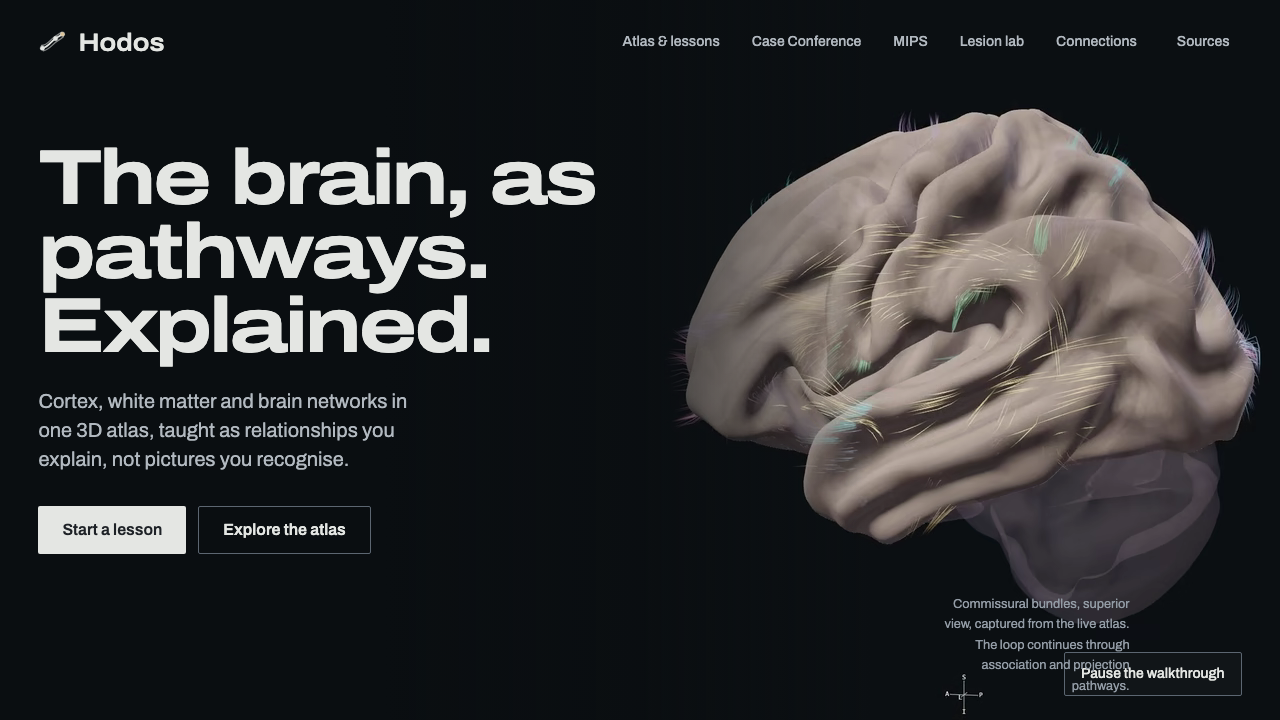 Hodos
Atlas & lessons
Case Conference
MIPS
Lesion lab
Connections
Sources
The brain, as
pathways.
Explained.
Cortex, white matter and brain networks in
one 3D atlas, taught as relationships you
explain, not pictures you recognise.
Start a lesson
Explore the atlas
Commissural bundles, superior
view, captured from the live atlas.
The loop continues through
association and projection
pathways.
Pause the walkthrough
S
A
L
P
I